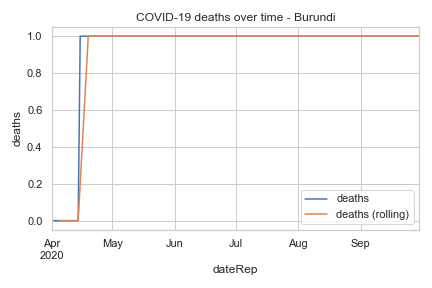 COVID-19 deaths over time - Burundi
deaths
1.0
0.8
0.6
0.4
0.2
0.0
deaths
deaths (rolling)
Apr May Jun Jul Aug Sep
2020
dateRep